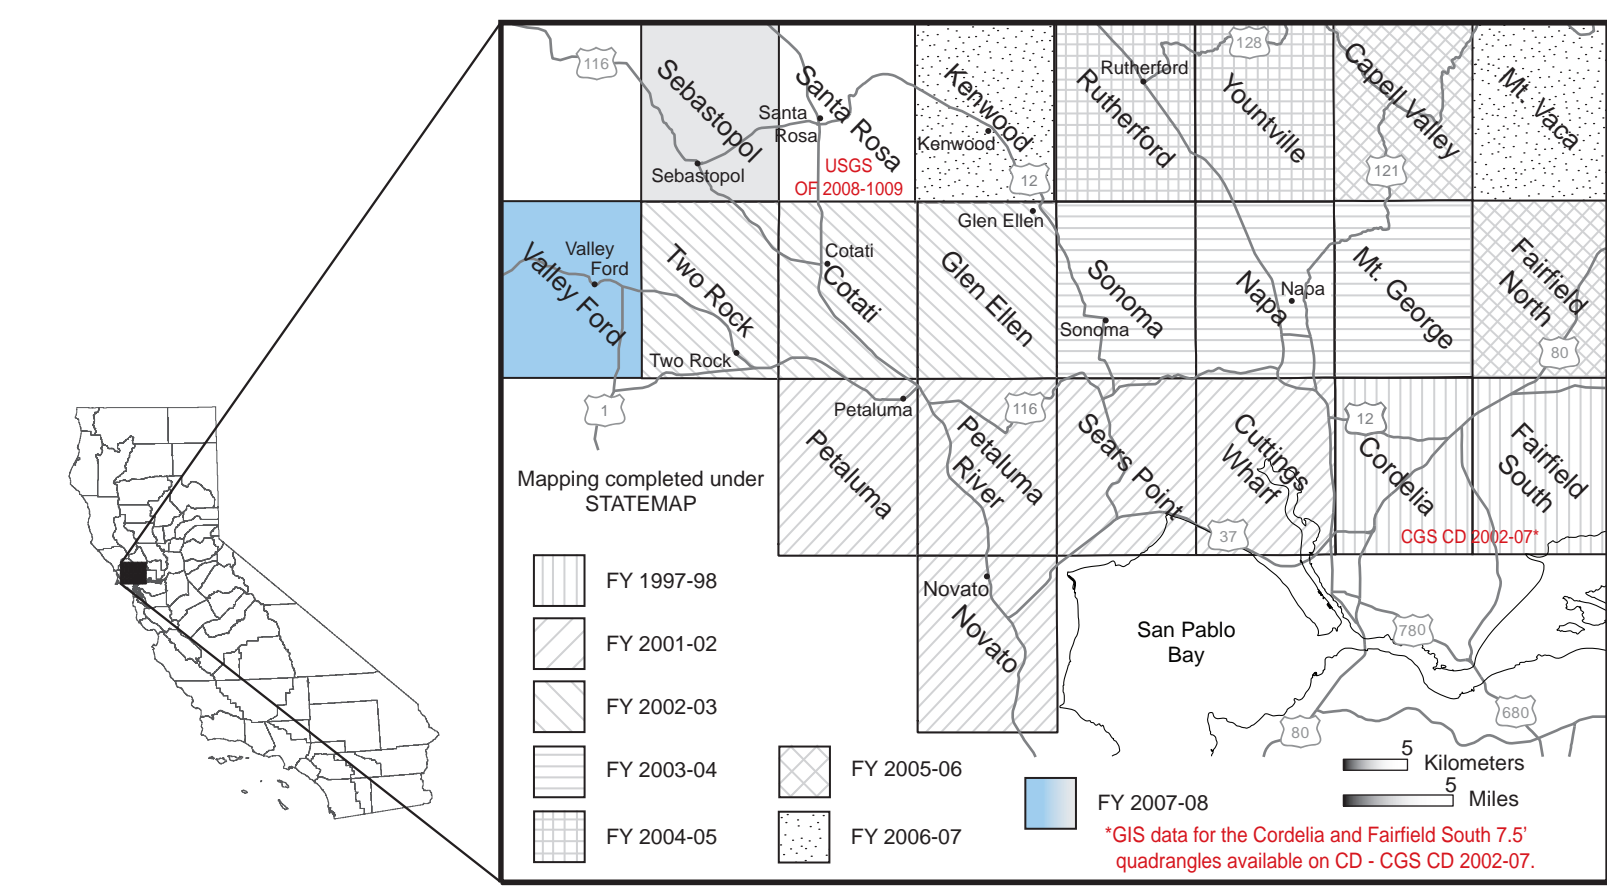 116
Sebastopol
Santa Rosa
Kenwood
Rutherford
Rutherford
128
Yountville
Capell Valley
Mt. Vaca
Santa
Rosa
Sebastopol
USGS
OF 2008-1009
Kenwood
12
121
Valley
Ford
Valley Ford
Two Rock
Two Rock
Cotati
Cotati
Glen Ellen
Glen Ellen
Sonoma
Sonoma
Napa
Napa
Mt. George
Fairfield
North
80
1
Petaluma
Petaluma
116
Petaluma
River
Sears Point
Cuttings
Wharf
12
Cordelia
Fairfield
South
CGS CD 2002-07*
37
Mapping completed under
STATEMAP
Novato
Novato
San Pablo
Bay
780
680
80
FY 1997-98
FY 2001-02
FY 2002-03
FY 2003-04
FY 2004-05
FY 2005-06
FY 2006-07
FY 2007-08
5
Kilometers
5
Miles
*GIS data for the Cordelia and Fairfield South 7.5’
quadrangles available on CD - CGS CD 2002-07.